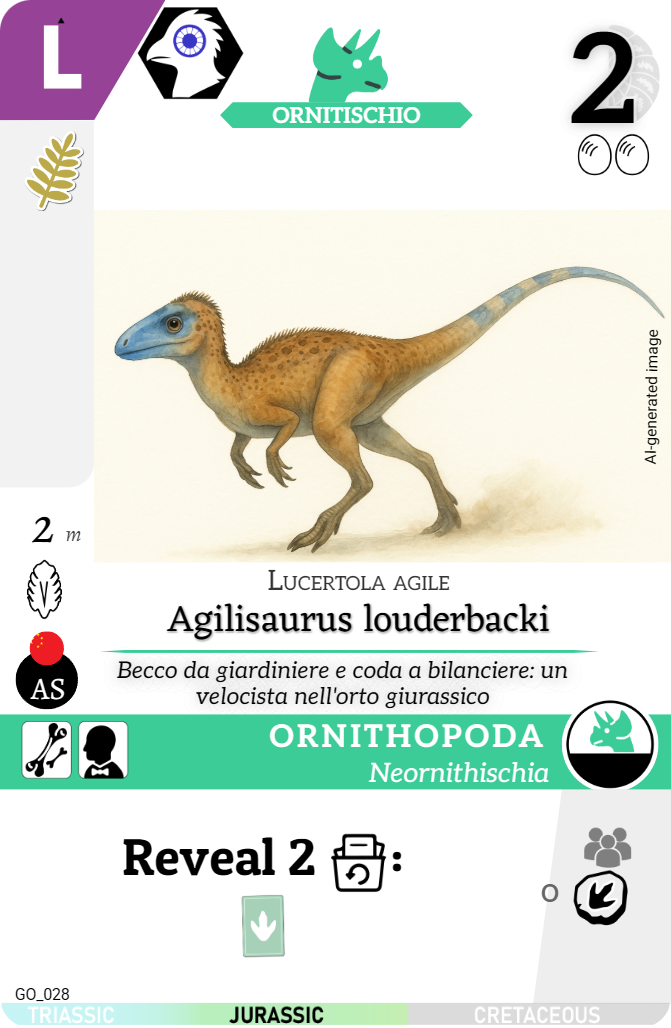 L
2
ORNITISCHIO
AI-generated image
2 m
LUCERTOLA AGILE
Agilisaurus louderbacki
AS
Becco da giardiniere e coda a bilanciere: un
velocista nell'orto giurassico
ORNITHOPODA
Neornithischia
Reveal 2 :
O
GO_028
TRIASSIC JURASSIC CRETACEOUS